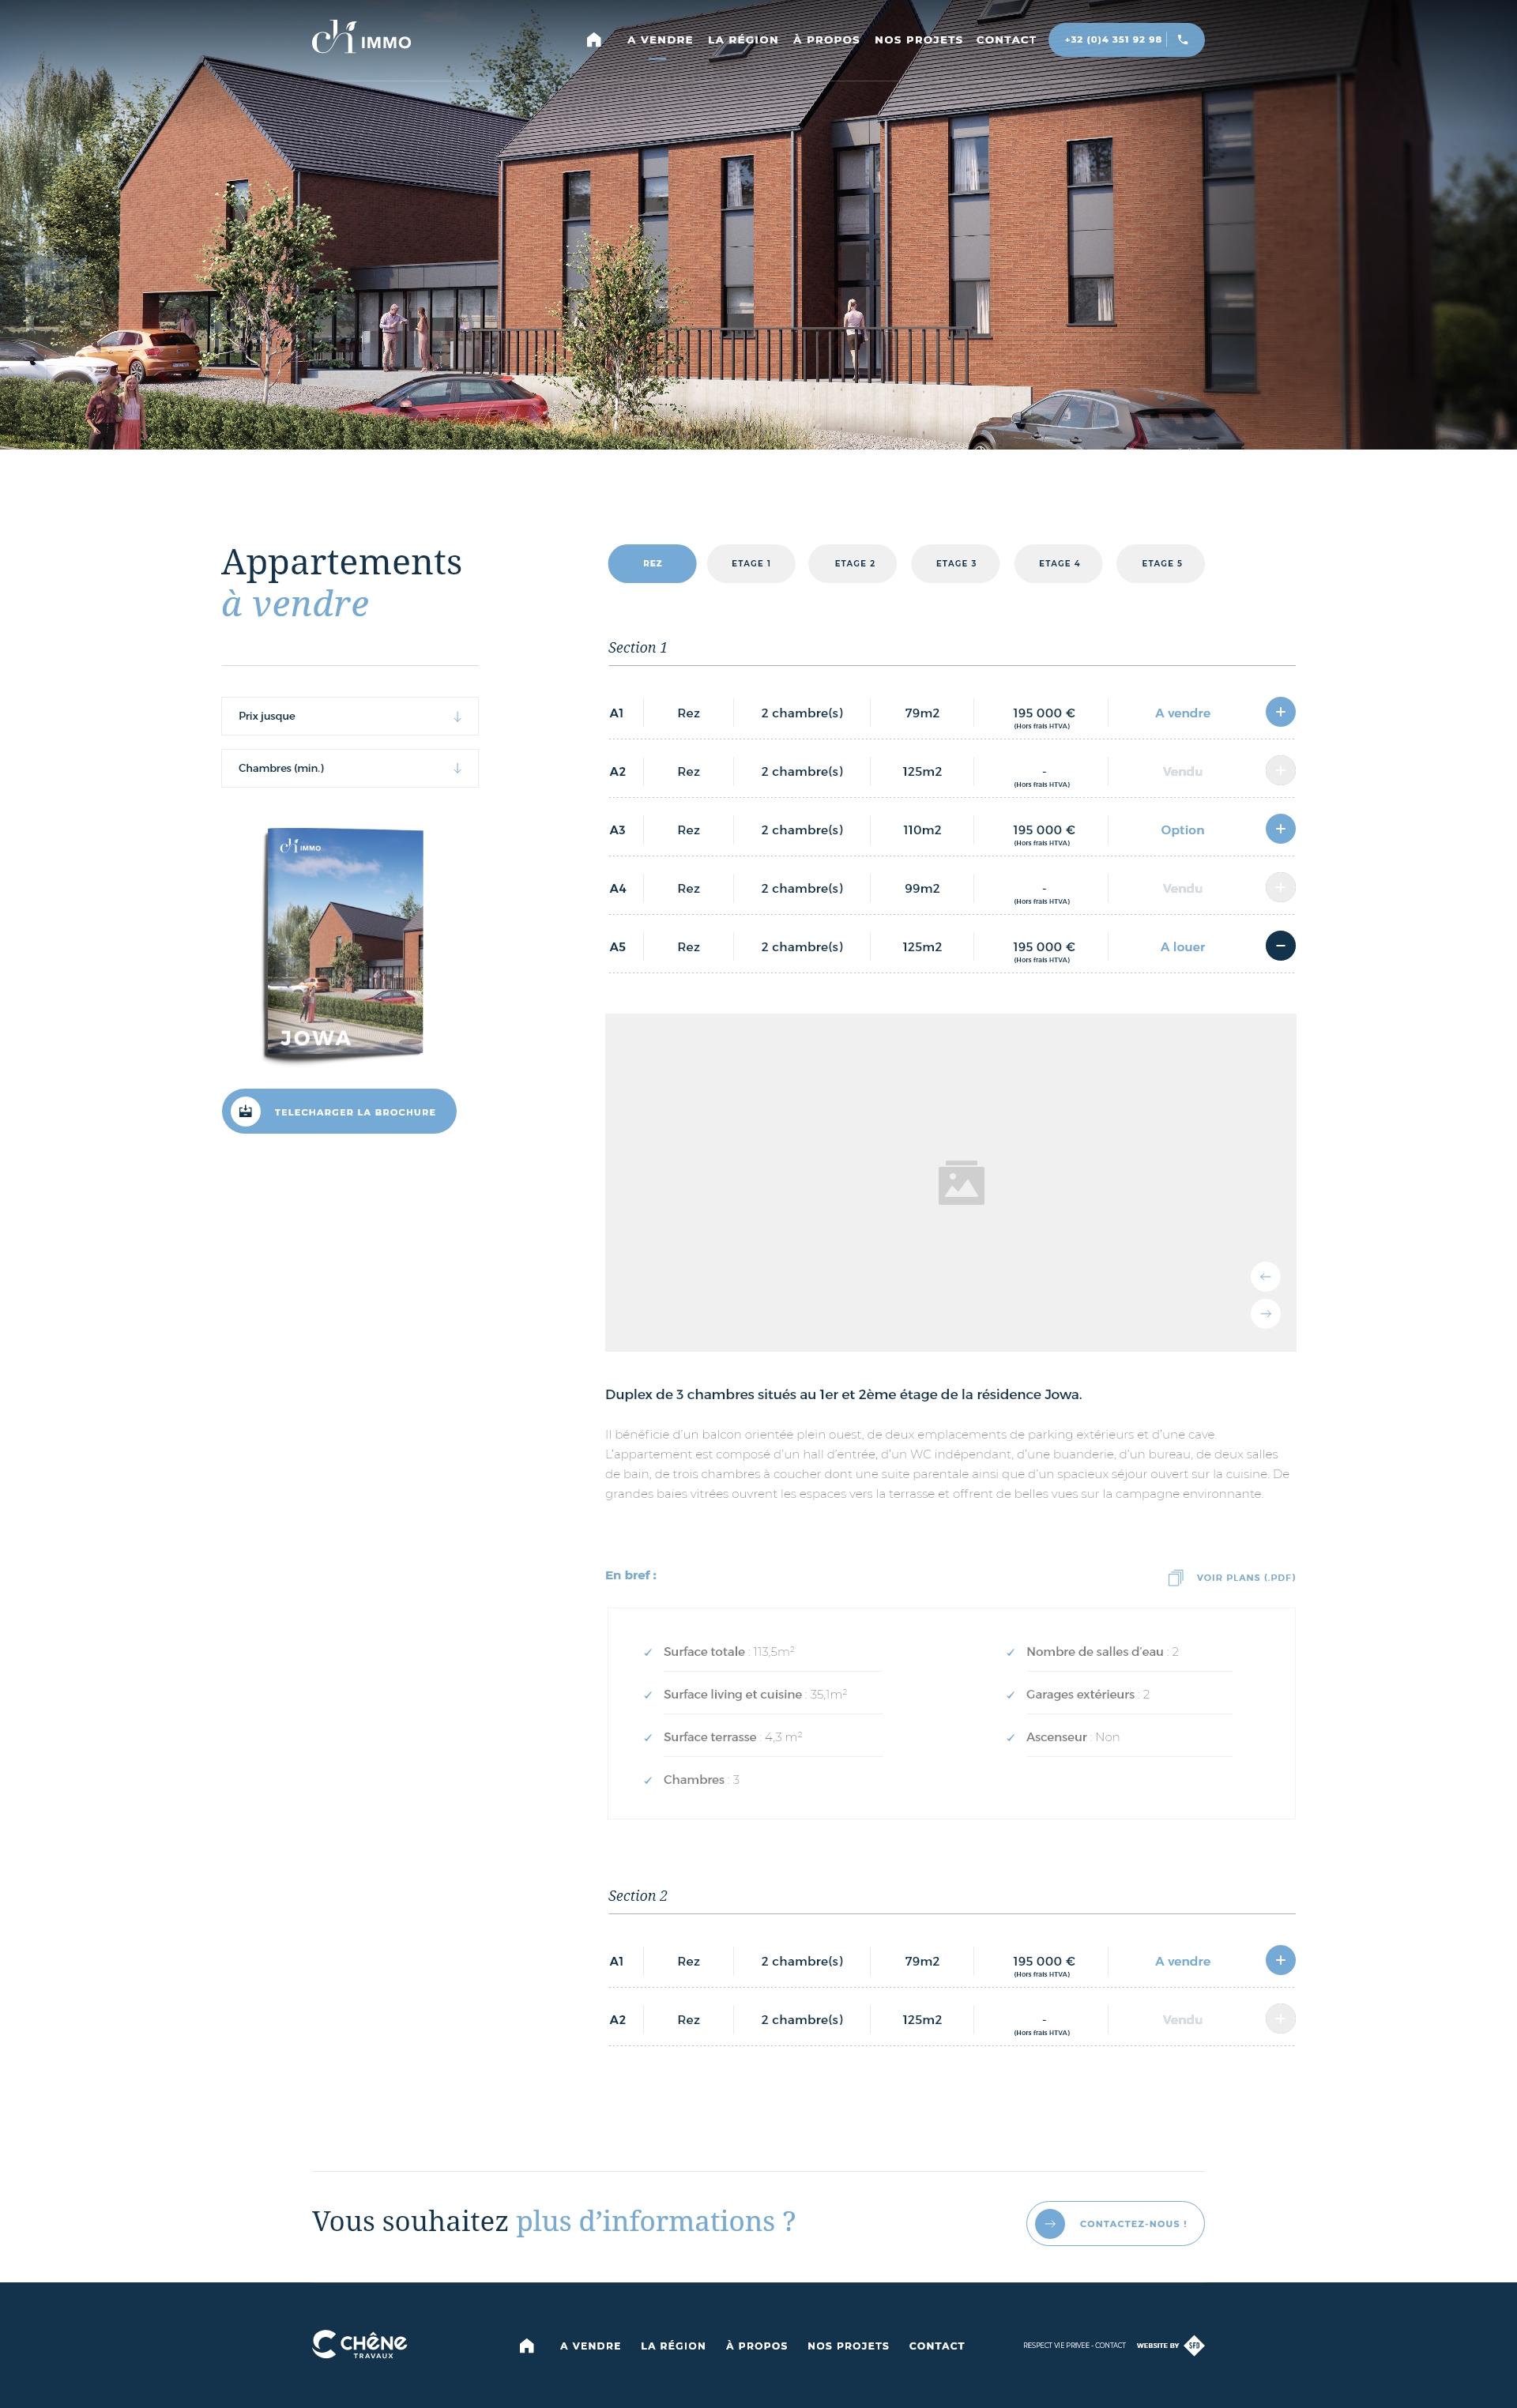 chi IMMO
A VENDRE LA RÉGION À PROPOS NOS PROJETS CONTACT +32 (0)4 351 92 98
Appartements
à vendre
Prix jusque
Chambres (min.)
chi IMMO
JOWA
TELECHARGER LA BROCHURE
REZ ETAGE 1 ETAGE 2 ETAGE 3 ETAGE 4 ETAGE 5
Section 1
A1 Rez 2 chambre(s) 79m2 195 000 € A vendre
(Hors frais HTVA)
A2 Rez 2 chambre(s) 125m2 - Vendu
(Hors frais HTVA)
A3 Rez 2 chambre(s) 110m2 195 000 € Option
(Hors frais HTVA)
A4 Rez 2 chambre(s) 99m2 - Vendu
(Hors frais HTVA)
A5 Rez 2 chambre(s) 125m2 195 000 € A louer
(Hors frais HTVA)
Duplex de 3 chambres situés au 1er et 2ème étage de la résidence Jowa.
Il bénéficie d'un balcon orientée plein ouest, de deux emplacements de parking extérieurs et d'une cave.
L'appartement est composé d'un hall d'entrée, d'un WC indépendant, d'une buanderie, d'un bureau, de deux salles
de bain, de trois chambres à coucher dont une suite parentale ainsi que d'un spacieux séjour ouvert sur la cuisine. De
grandes baies vitrées ouvrent les espaces vers la terrasse et offrent de belles vues sur la campagne environnante.
En bref :
VOIR PLANS (.PDF)
Surface totale : 113,5m²
Surface living et cuisine : 35,1m²
Surface terrasse : 4,3 m²
Chambres : 3
Nombre de salles d'eau : 2
Garages extérieurs : 2
Ascenseur : Non
Section 2
A1 Rez 2 chambre(s) 79m2 195 000 € A vendre
(Hors frais HTVA)
A2 Rez 2 chambre(s) 125m2 - Vendu
(Hors frais HTVA)
Vous souhaitez plus d'informations ?
CONTACTEZ-NOUS !
CHÊNE
TRAVAUX
A VENDRE LA RÉGION À PROPOS NOS PROJETS CONTACT
RESPECT VIE PRIVEE - CONTACT WEBSITE BY SFD